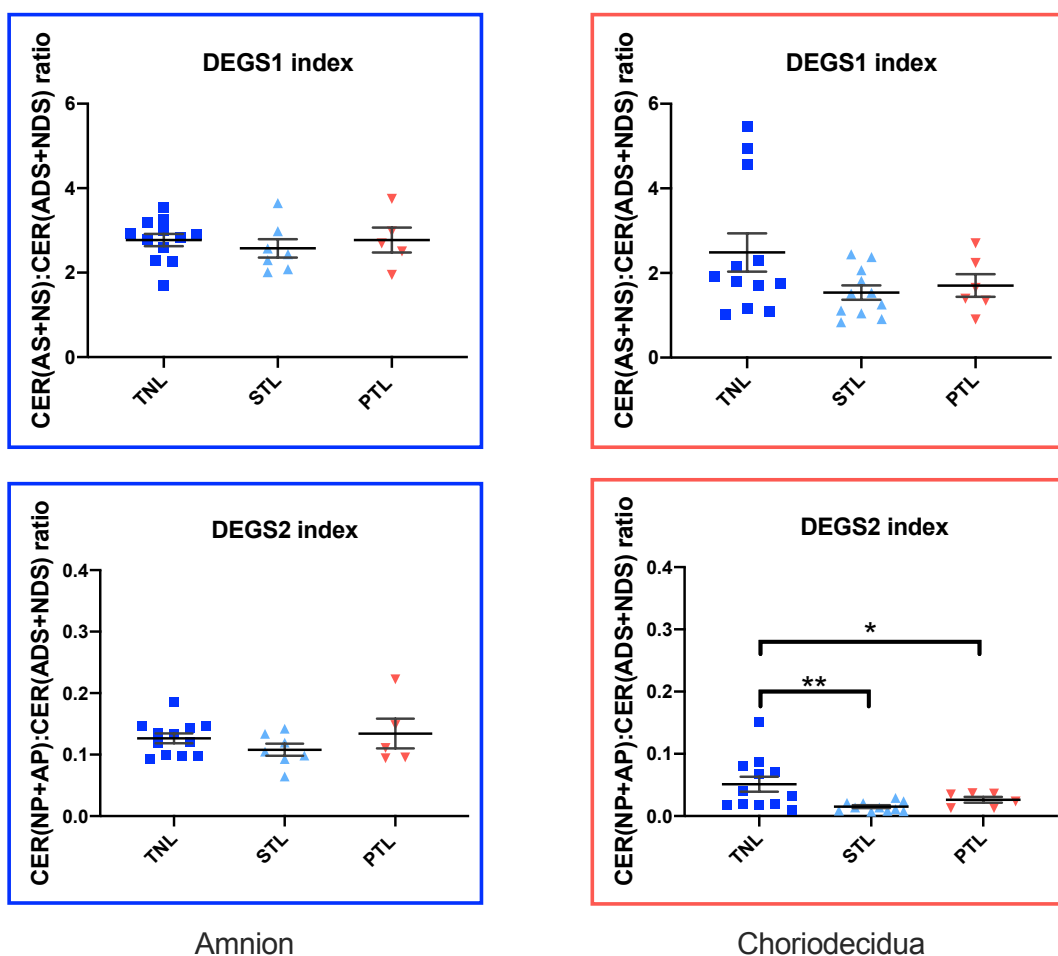 DEGS1 index
CER(AS+NS):CER(ADS+NDS) ratio
6
4
2
0
TNL
STL
PTL
DEGS1 index
CER(AS+NS):CER(ADS+NDS) ratio
6
4
2
0
TNL
STL
PTL
DEGS2 index
CER(NP+AP):CER(ADS+NDS) ratio
0.4
0.3
0.2
0.1
0.0
TNL
STL
PTL
DEGS2 index
CER(NP+AP):CER(ADS+NDS) ratio
0.4
0.3
0.2
0.1
0.0
*
**
TNL
STL
PTL
Amnion
Choriodecidua